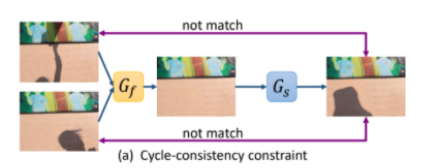 not match
G_f
G_s
not match
(a) Cycle-consistency constraint